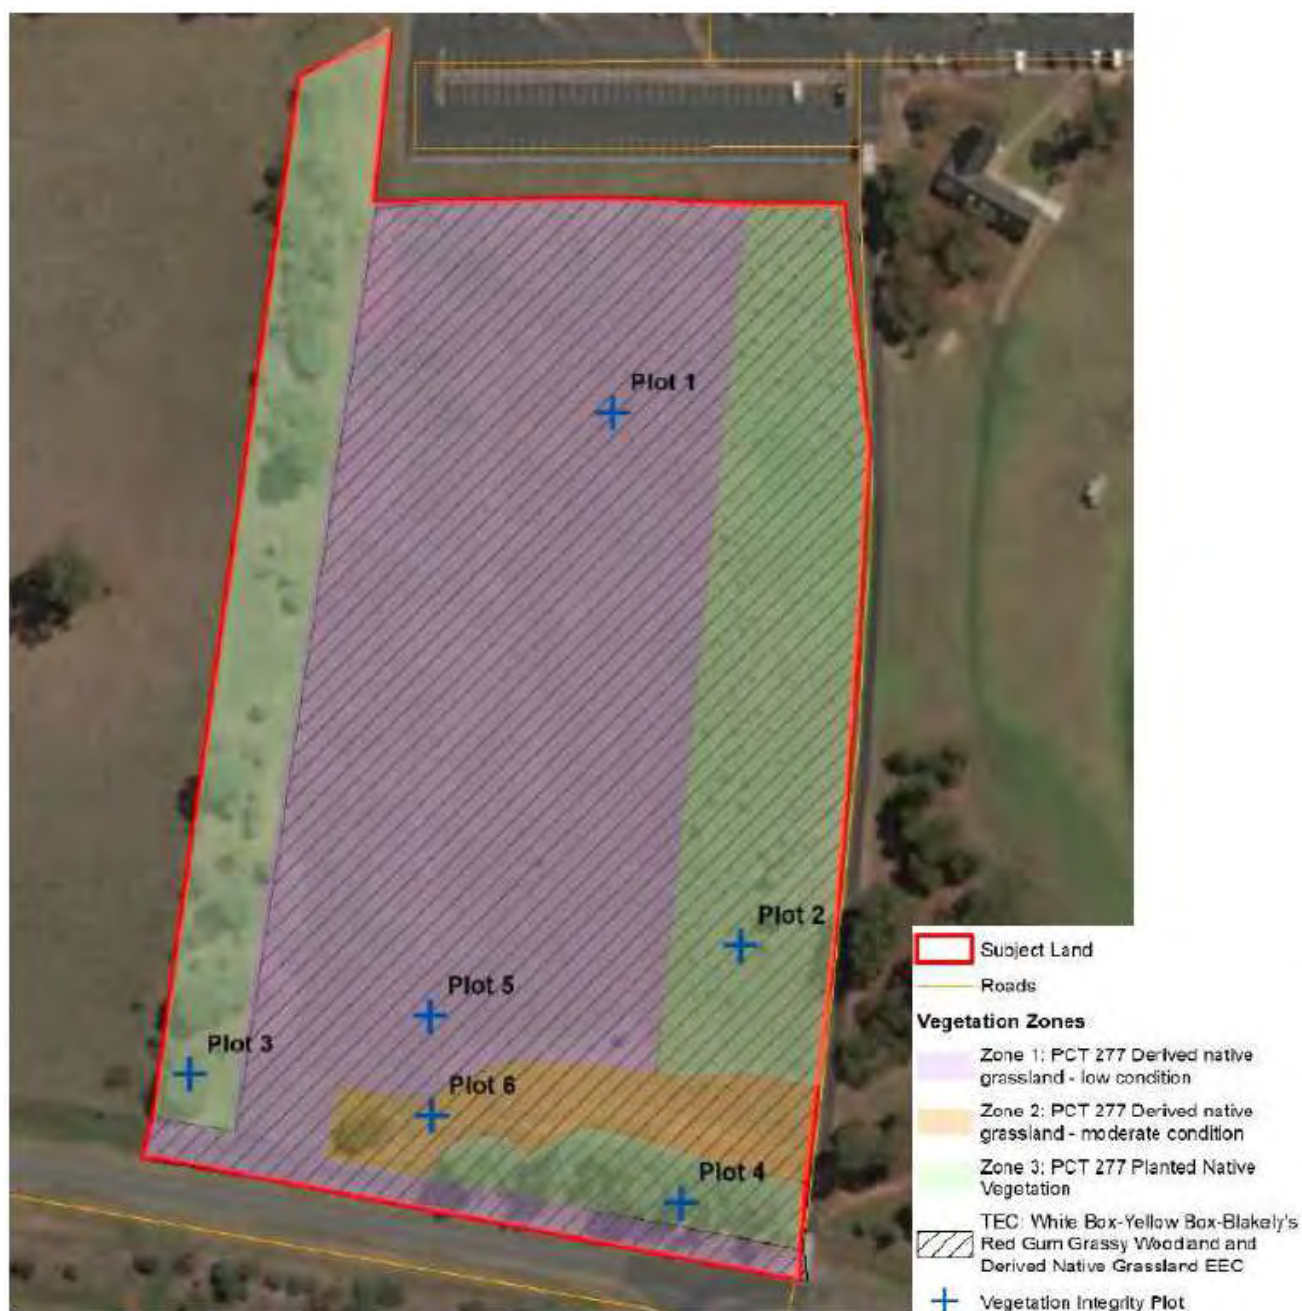 Plot 1
Plot 2
Plot 5
Plot 3
Plot 6
Plot 4
Subject Land
Roads
Vegetation Zones
Zone 1: PCT 277 Derived native
grassland - low condition
Zone 2: PCT 277 Derived native
grassland - moderate condition
Zone 3: PCT 277 Planted Native
Vegetation
TEC: White Box-Yellow Box-Blakely's
Red Gum Grassy Woodland and
Derived Native Grassland EEC
Vegetation Integrity Plot